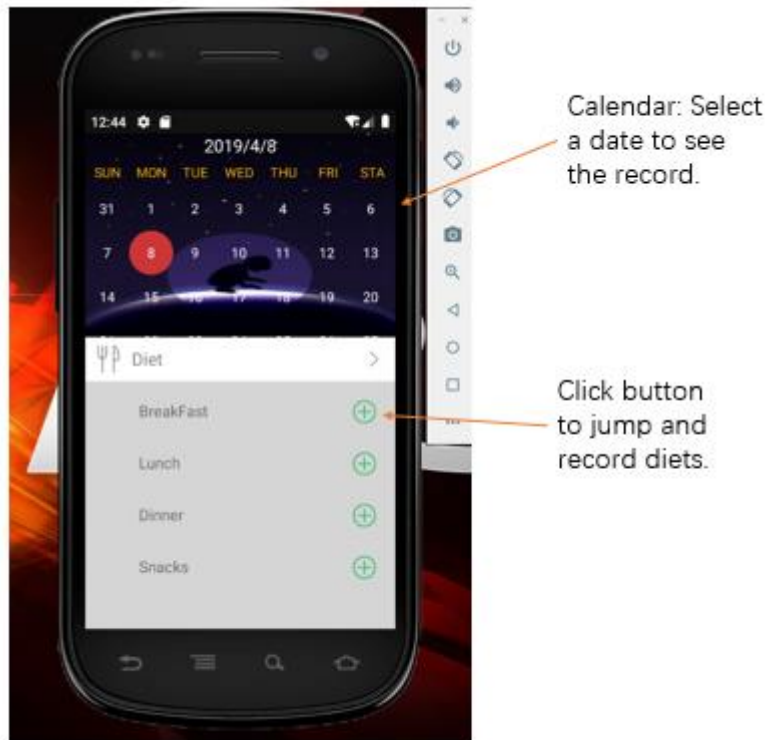 12:44
2019/4/8
SUN MON TUE WED THU FRI STA
31 1 2 3 4 5 6
7 8 9 10 11 12 13
14 15 16 17 18 19 20
Diet
BreakFast
Lunch
Dinner
Snacks
Calendar: Select
a date to see
the record.
Click button
to jump and
record diets.